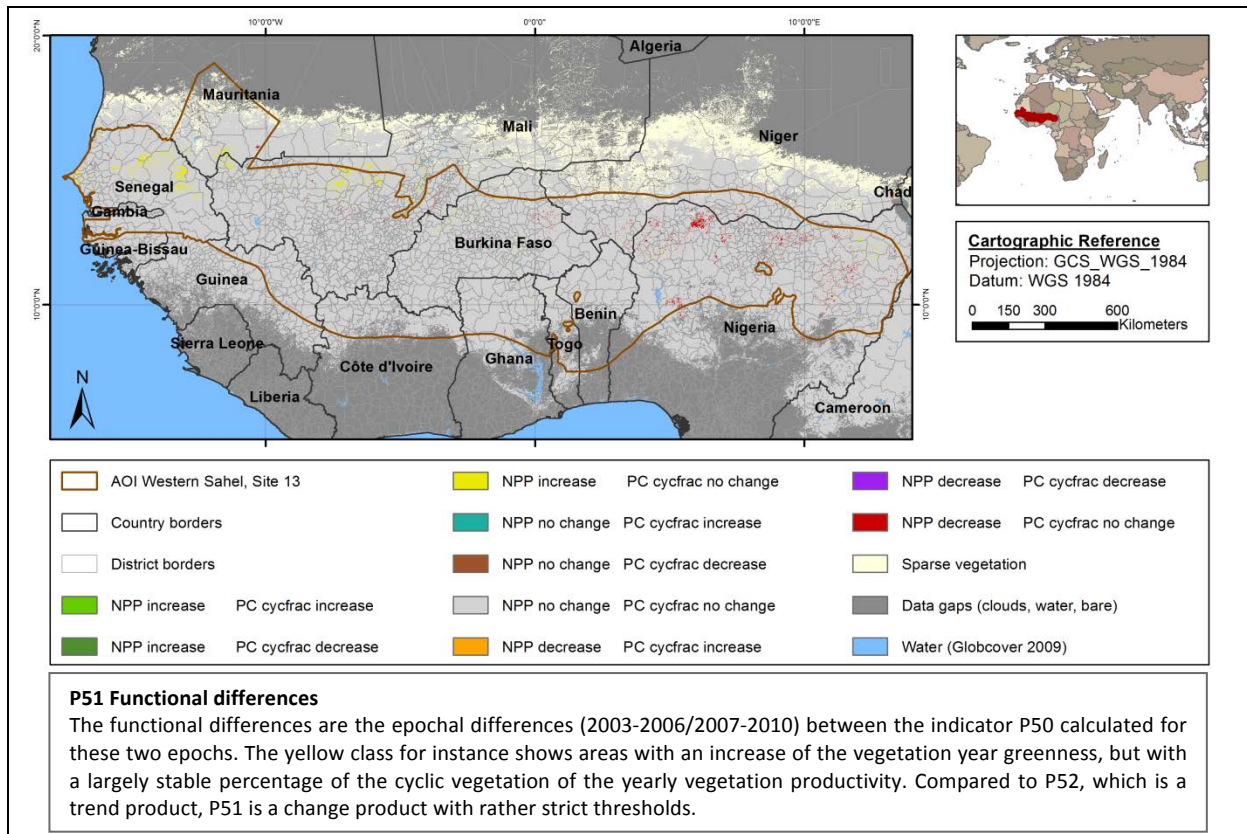 10°0'0"W 0°0'0" 10°0'0"E
20°0'0"N
Algeria
Mauritania
Mali
Niger
Chad
Senegal
Gambia
Guinea-Bissau
Burkina Faso
Guinea
10°0'0"N 10°0'0"N
Benin
Nigeria
Sierra Leone
Togo
Côte d'Ivoire
Ghana
Liberia
Cameroon
N
10°0'0"W 0°0'0" 10°0'0"E
Cartographic Reference
Projection: GCS_WGS_1984
Datum: WGS 1984
0 150 300 600
Kilometers
AOI Western Sahel, Site 13
Country borders
District borders
NPP increase PC cycfrac increase
NPP increase PC cycfrac decrease
NPP increase PC cycfrac no change
NPP no change PC cycfrac increase
NPP no change PC cycfrac decrease
NPP no change PC cycfrac no change
NPP decrease PC cycfrac increase
NPP decrease PC cycfrac decrease
NPP decrease PC cycfrac no change
Sparse vegetation
Data gaps (clouds, water, bare)
Water (Globcover 2009)
P51 Functional differences
The functional differences are the epochal differences (2003-2006/2007-2010) between the indicator P50 calculated for
these two epochs. The yellow class for instance shows areas with an increase of the vegetation year greenness, but with
a largely stable percentage of the cyclic vegetation of the yearly vegetation productivity. Compared to P52, which is a
trend product, P51 is a change product with rather strict thresholds.